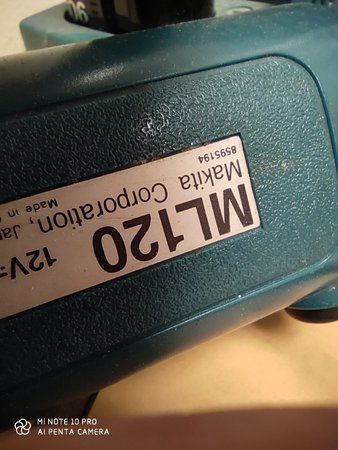 ML120 12V
Makita Corporation,
8595194 Made in
MI NOTE 10 PRO
AI PENTA CAMERA